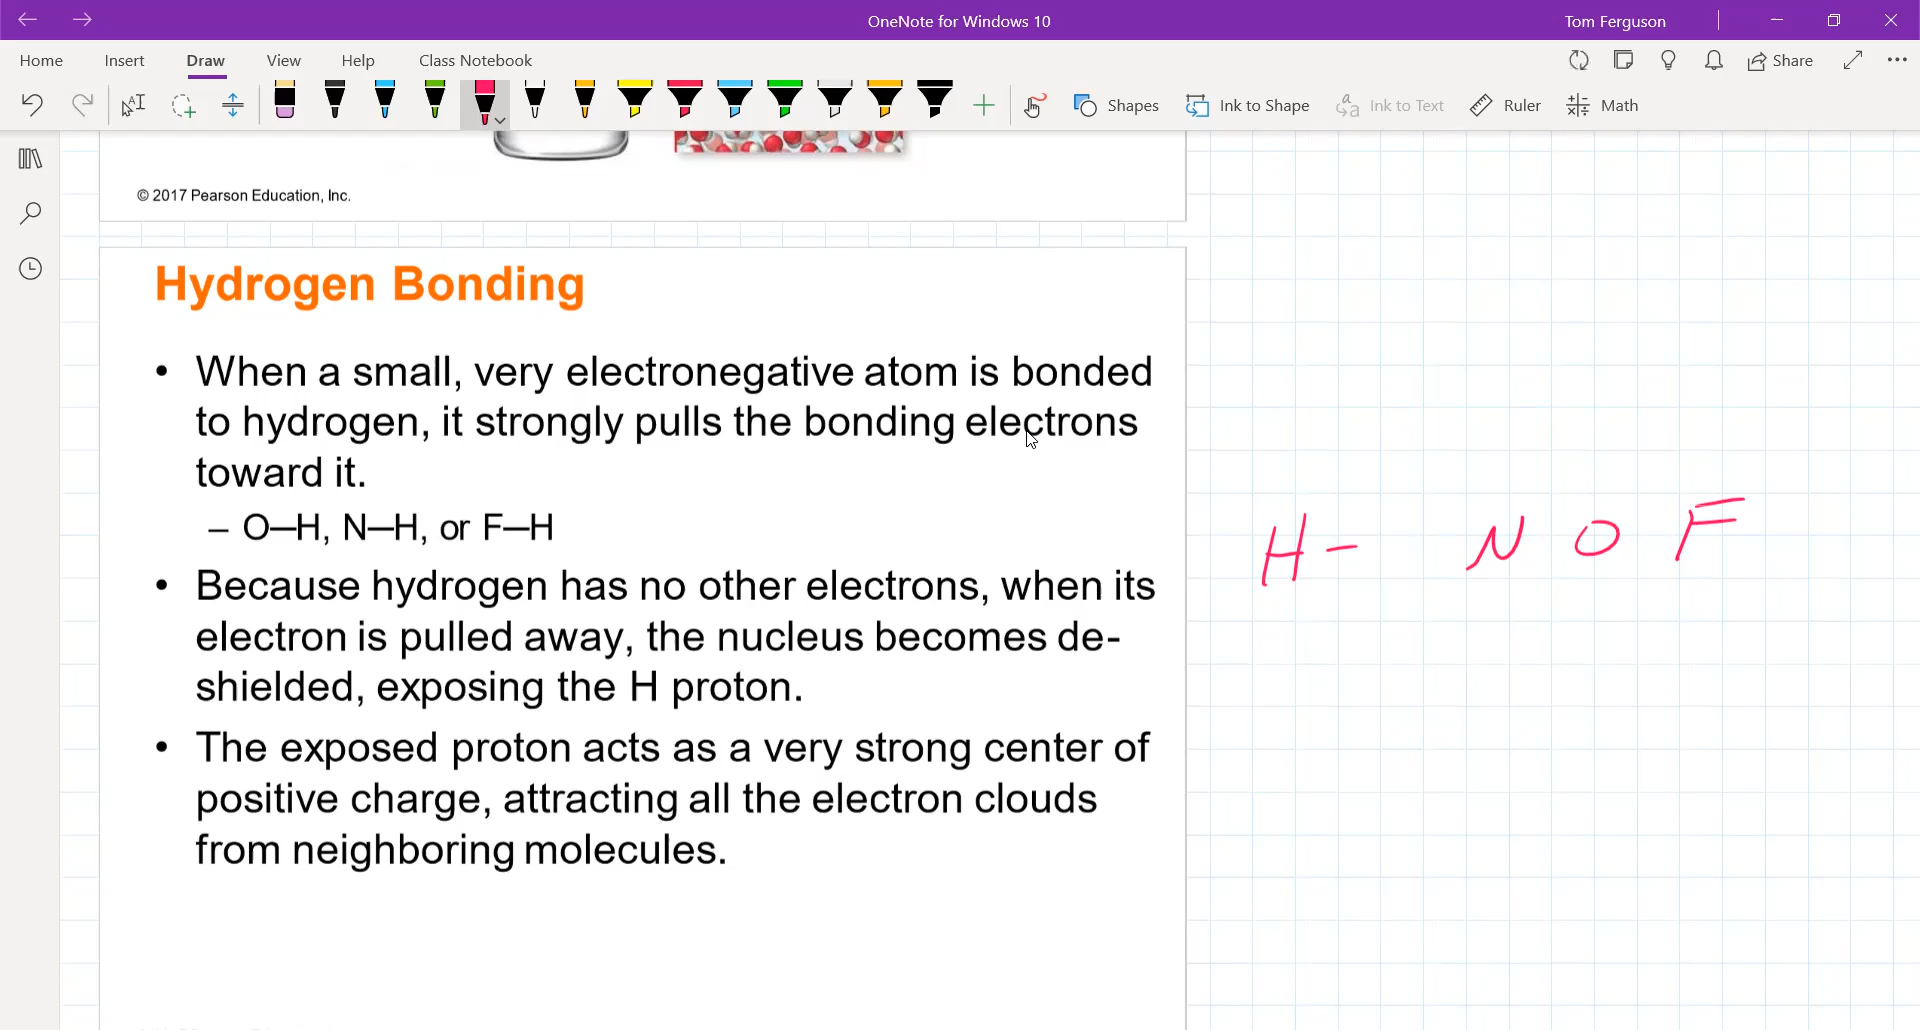 OneNote for Windows 10
Tom Ferguson
Home Insert Draw View Help Class Notebook
Share
Shapes Ink to Shape Ink to Text Ruler Math
© 2017 Pearson Education, Inc.
Hydrogen Bonding
• When a small, very electronegative atom is bonded
to hydrogen, it strongly pulls the bonding electrons
toward it.
– O—H, N—H, or F—H
H - N O F
• Because hydrogen has no other electrons, when its
electron is pulled away, the nucleus becomes de-
shielded, exposing the H proton.
• The exposed proton acts as a very strong center of
positive charge, attracting all the electron clouds
from neighboring molecules.